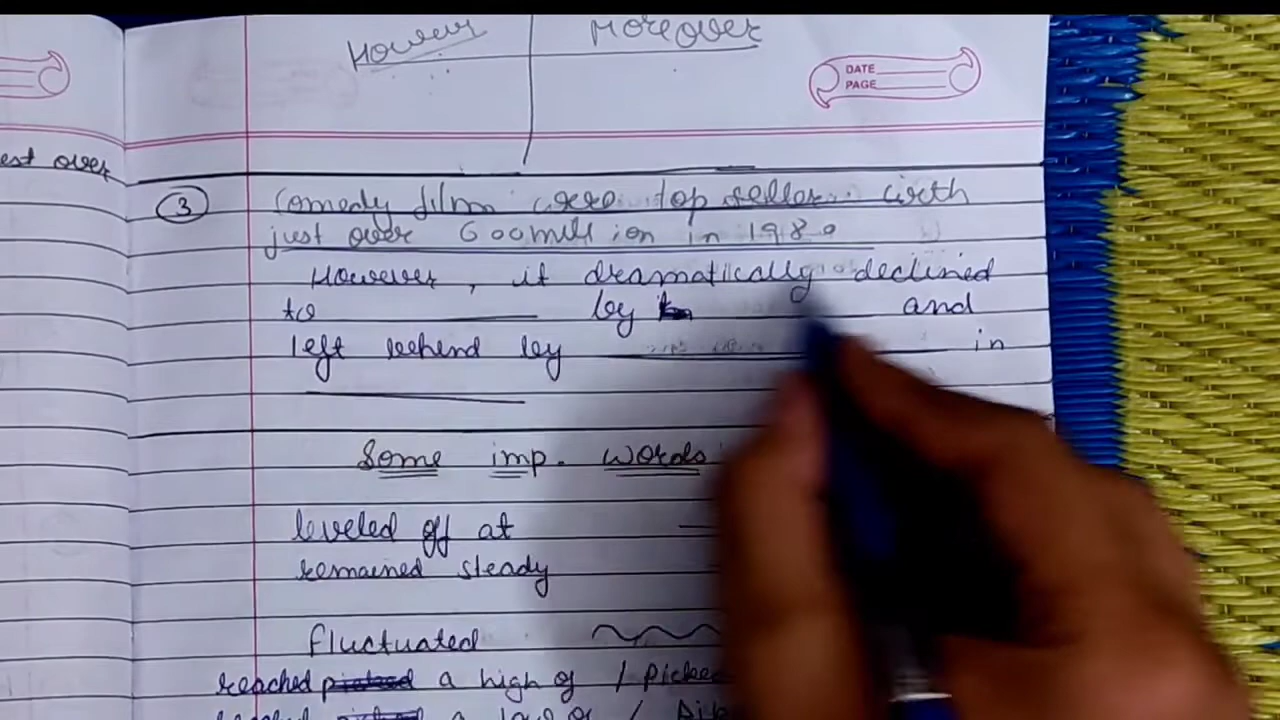 However Moreover
DATE
PAGE
est over
3 Comedy film were top seller with
just over 600 million in 1980
However, it dramatically declined
to by and
left behind by in
Some imp. words
leveled off at
remained steady
fluctuated
reached a high of / Picked